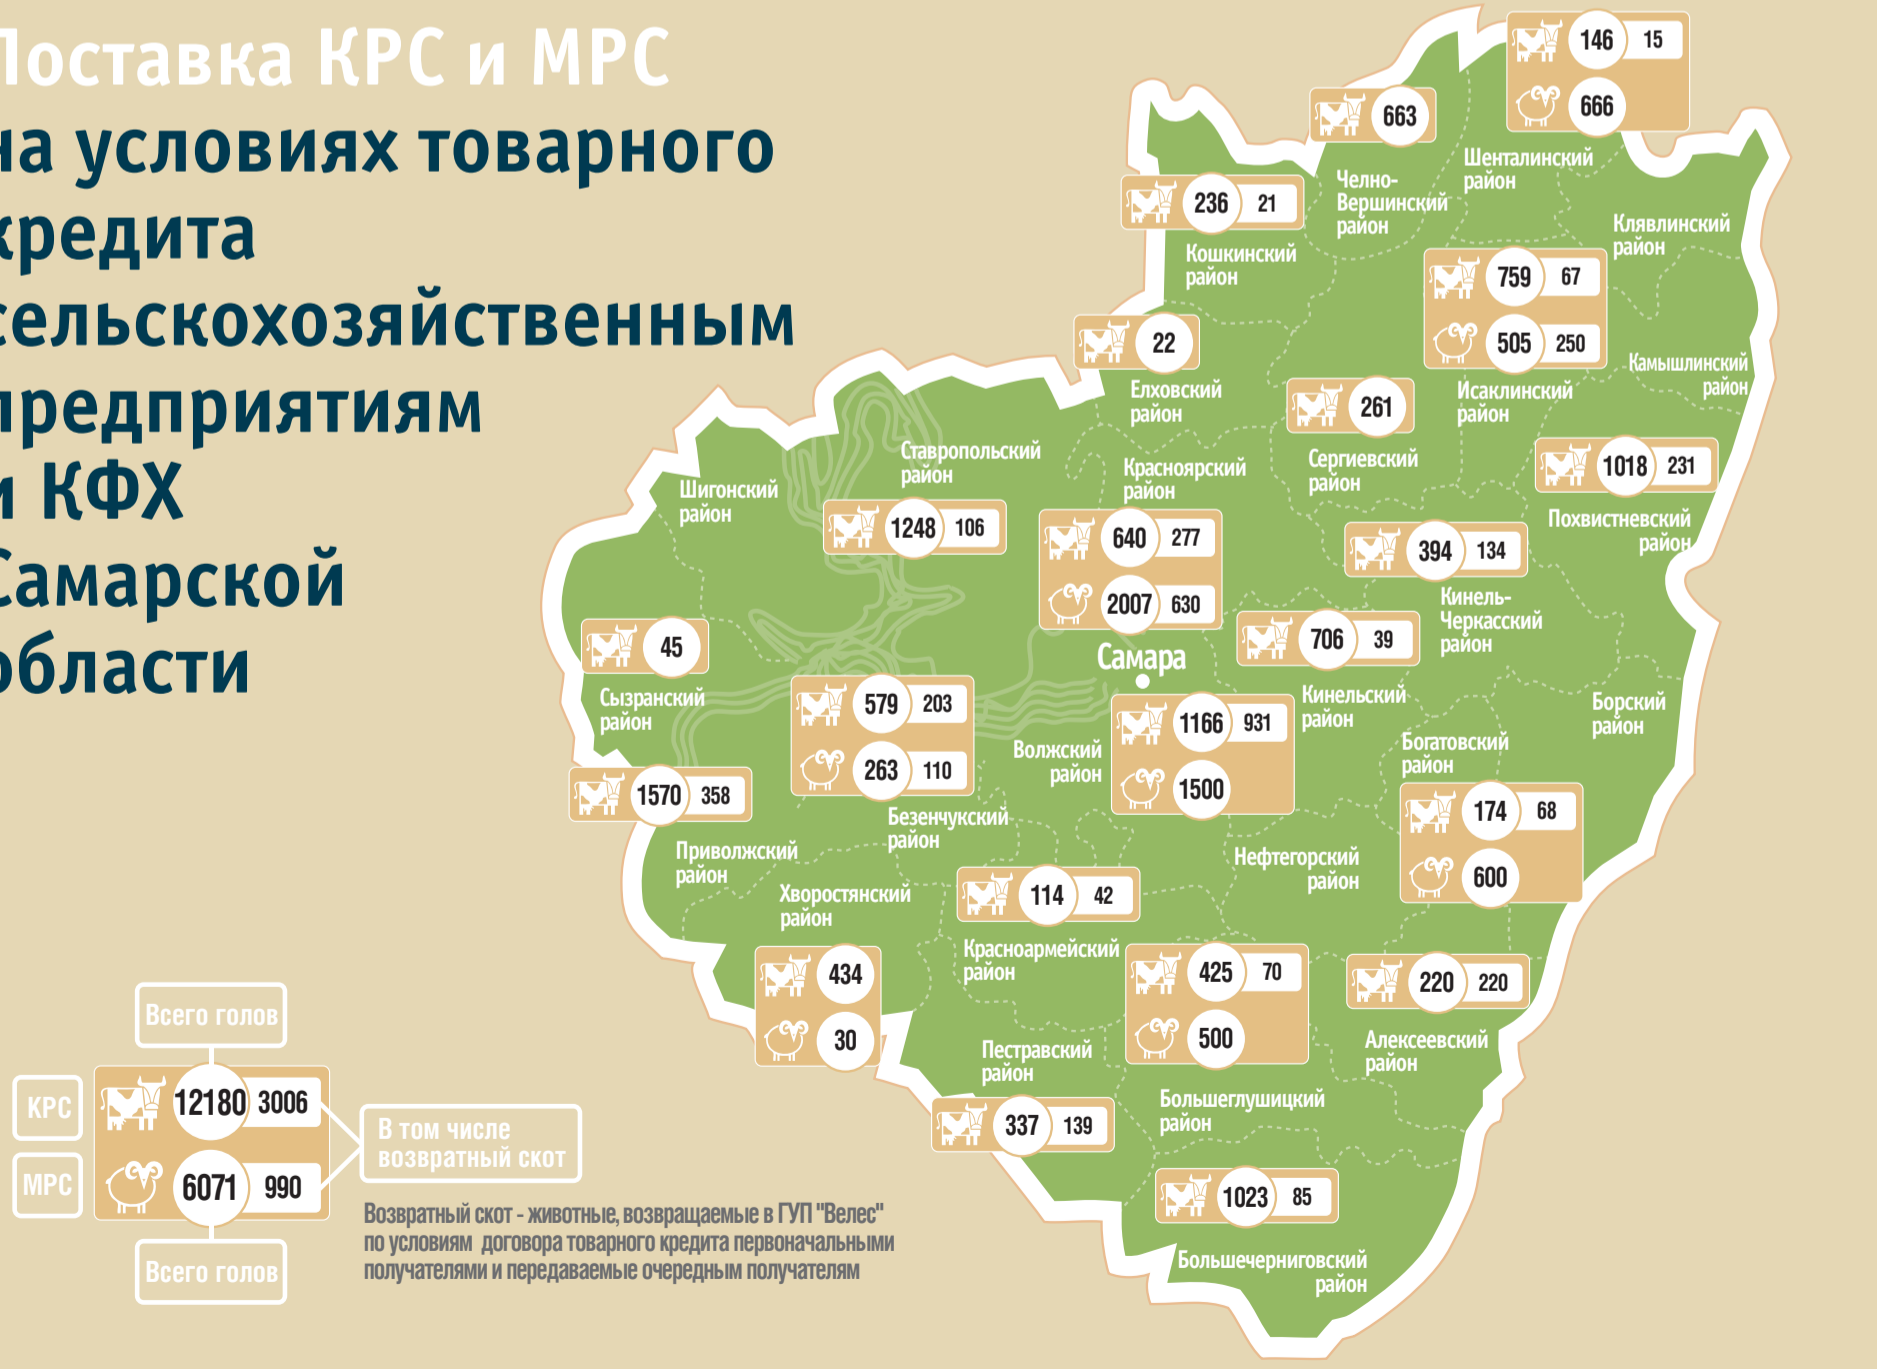 Поставка КРС и МРС
на условиях товарного
кредита
сельскохозяйственным
предприятиям
и КФХ
Самарской
области
146 15
666
663
Шенталинский
район
Челно-
Вершинский
район
236 21
Кошкинский
район
Клявлинский
район
759 67
505 250
Исаклинский
район
Камышлинский
район
22
Елховский
район
261
Сергиевский
район
1018 231
Похвистневский
район
Ставропольский
район
1248 106
Шигонский
район
Красноярский
район
640 277
2007 630
394 134
Кинель-
Черкасский
район
45
Сызранский
район
Самара
706 39
Кинельский
район
579 203
263 110
Безенчукский
район
Волжский
район
1166 931
1500
Борский
район
Богатовский
район
174 68
600
1570 358
Приволжский
район
Нефтегорский
район
Хворостянский
район
434
30
114 42
Красноармейский
район
425 70
500
Большеглушицкий
район
220 220
Алексеевский
район
Пестравский
район
337 139
1023 85
Большечерниговский
район
Всего голов
КРС
12180 3006
МРС
6071 990
В том числе
возвратный скот
Всего голов
Возвратный скот - животные, возвращаемые в ГУП "Велес"
по условиям договора товарного кредита первоначальными
получателями и передаваемые очередным получателям